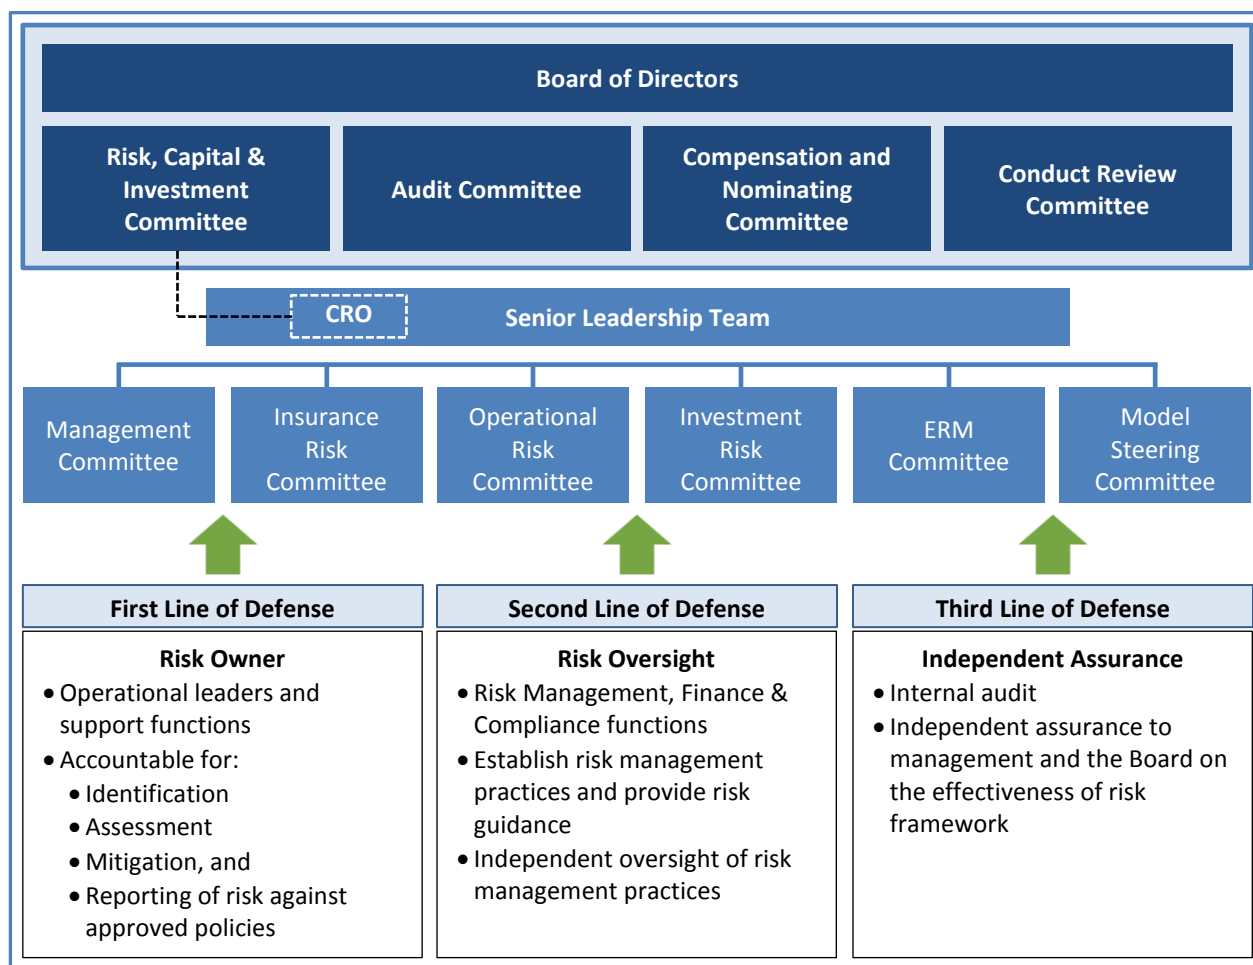 Board of Directors
Risk, Capital &
Investment
Committee
Audit Committee
Compensation and
Nominating
Committee
Conduct Review
Committee
CRO
Senior Leadership Team
Management
Committee
Insurance
Risk
Committee
Operational
Risk
Committee
Investment
Risk
Committee
ERM
Committee
Model
Steering
Committee
First Line of Defense
Risk Owner
• Operational leaders and
support functions
• Accountable for:
• Identification
• Assessment
• Mitigation, and
• Reporting of risk against
approved policies
Second Line of Defense
Risk Oversight
• Risk Management, Finance &
Compliance functions
• Establish risk management
practices and provide risk
guidance
• Independent oversight of risk
management practices
Third Line of Defense
Independent Assurance
• Internal audit
• Independent assurance to
management and the Board on
the effectiveness of risk
framework